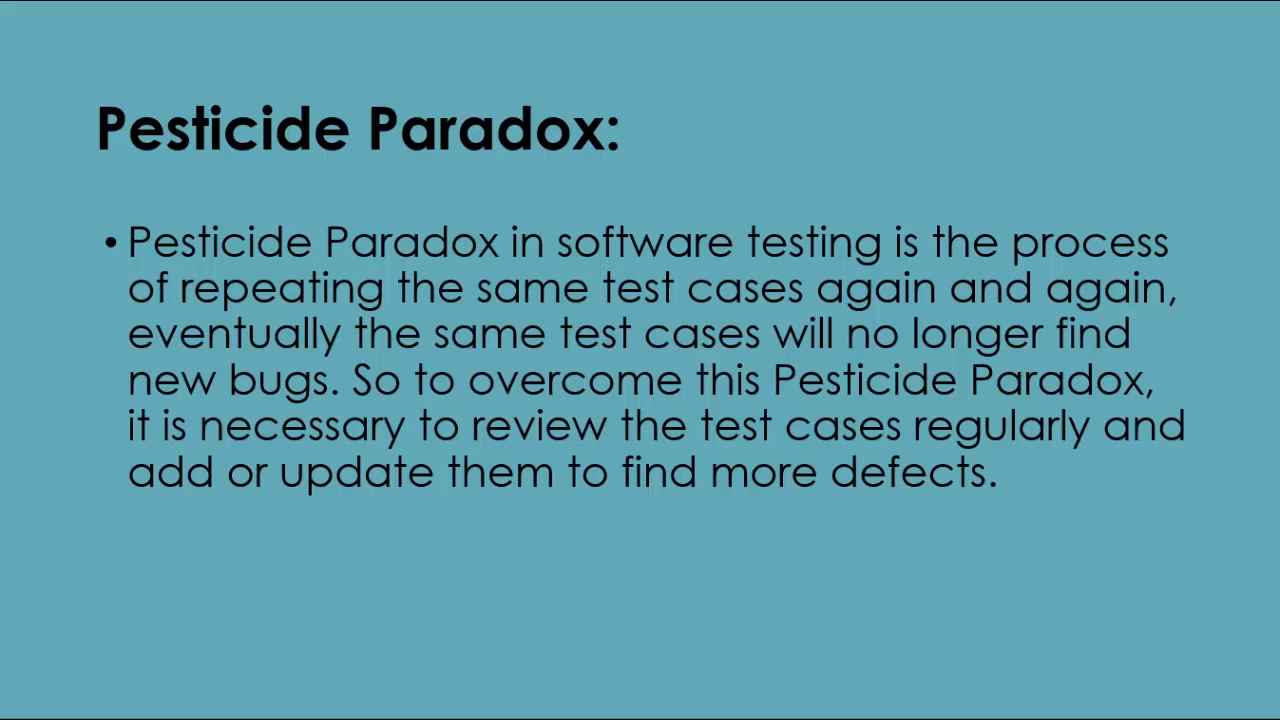 Pesticide Paradox:
• Pesticide Paradox in software testing is the process
of repeating the same test cases again and again,
eventually the same test cases will no longer find
new bugs. So to overcome this Pesticide Paradox,
it is necessary to review the test cases regularly and
add or update them to find more defects.